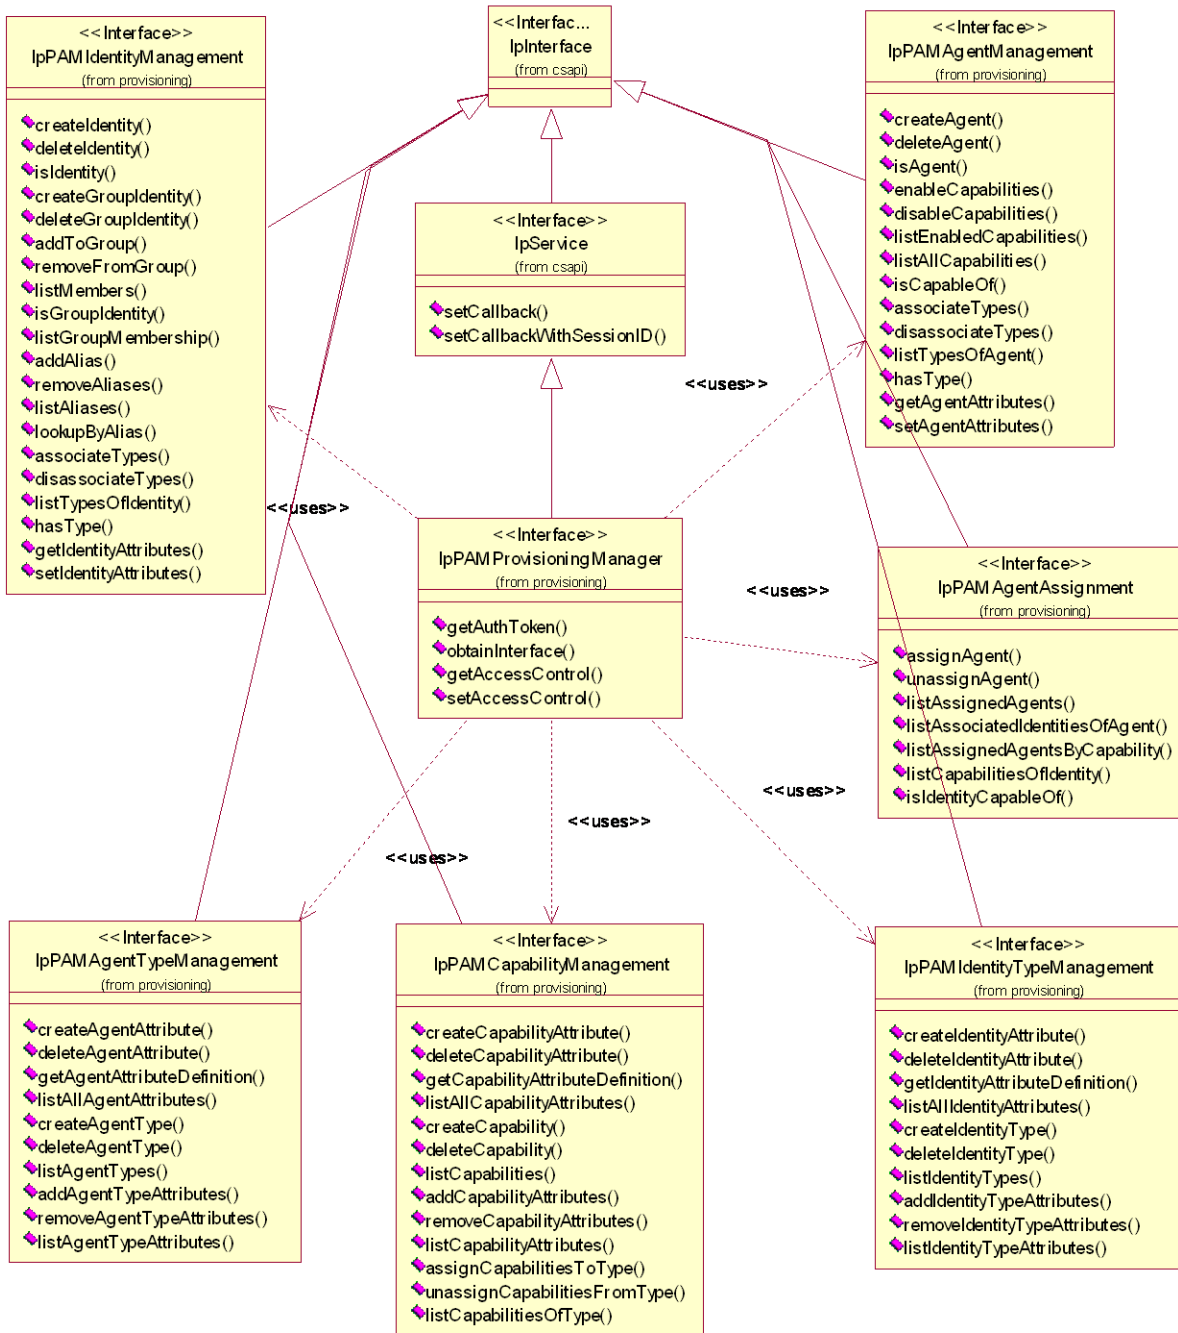 <<Interface>>
IpPAMIdentityManagement
(from provisioning)
createIdentity()
deleteIdentity()
isIdentity()
createGroupIdentity()
deleteGroupIdentity()
addToGroup()
removeFromGroup()
listMembers()
isGroupIdentity()
listGroupMembership()
addAlias()
removeAliases()
listAliases()
lookupByAlias()
associateTypes()
disassociateTypes()
listTypesOfIdentity()
hasType()
getIdentityAttributes()
setIdentityAttributes()
<<Interfac...
IpInterface
(from csapi)
<<Interface>>
IpService
(from csapi)
setCallback()
setCallbackWithSessionID()
<<Interface>>
IpPAMAgentManagement
(from provisioning)
createAgent()
deleteAgent()
isAgent()
enableCapabilities()
disableCapabilities()
listEnabledCapabilities()
listAllCapabilities()
isCapableOf()
associateTypes()
disassociateTypes()
listTypesOfAgent()
hasType()
getAgentAttributes()
setAgentAttributes()
<<uses>>
<<uses>>
<<Interface>>
IpPAMProvisioningManager
(from provisioning)
getAuthToken()
obtainInterface()
getAccessControl()
setAccessControl()
<<uses>>
<<Interface>>
IpPAMAgentAssignment
(from provisioning)
assignAgent()
unassignAgent()
listAssignedAgents()
listAssociatedIdentitiesOfAgent()
listAssignedAgentsByCapability()
listCapabilitiesOfIdentity()
isIdentityCapableOf()
<<uses>>
<<uses>>
<<uses>>
<<Interface>>
IpPAMAgentTypeManagement
(from provisioning)
createAgentAttribute()
deleteAgentAttribute()
getAgentAttributeDefinition()
listAllAgentAttributes()
createAgentType()
deleteAgentType()
listAgentTypes()
addAgentTypeAttributes()
removeAgentTypeAttributes()
listAgentTypeAttributes()
<<Interface>>
IpPAMCapabilityManagement
(from provisioning)
createCapabilityAttribute()
deleteCapabilityAttribute()
getCapabilityAttributeDefinition()
listAllCapabilityAttributes()
createCapability()
deleteCapability()
listCapabilities()
addCapabilityAttributes()
removeCapabilityAttributes()
listCapabilityAttributes()
assignCapabilitiesToType()
unassignCapabilitiesFromType()
listCapabilitiesOfType()
<<Interface>>
IpPAMIdentityTypeManagement
(from provisioning)
createIdentityAttribute()
deleteIdentityAttribute()
getIdentityAttributeDefinition()
listAllIdentityAttributes()
createIdentityType()
deleteIdentityType()
listIdentityTypes()
addIdentityTypeAttributes()
removeIdentityTypeAttributes()
listIdentityTypeAttributes()